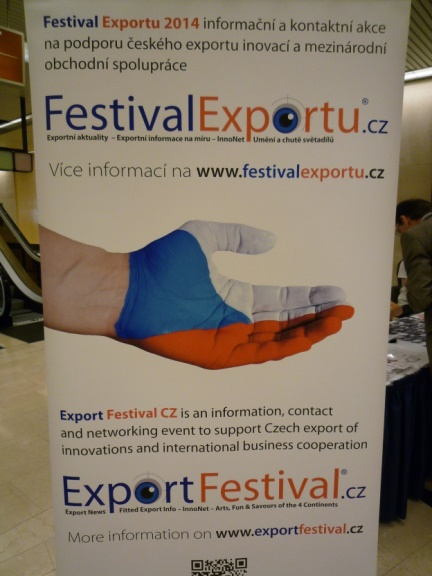 Festival Exportu 2014 informační a kontaktní akce
na podporu českého exportu inovací a mezinárodní
obchodní spolupráce
FestivalExportu.cz
Exportní aktuality – Exportní informace na míru – InnoNet Umění a chutě světadílů
Více informací na www.festivalexportu.cz
Export Festival CZ is an information, contact
and networking event to support Czech export of
innovations and international business cooperation
ExportFestival.cz
Export News Fitted Export Info – InnoNet – Arts, Fun & Savours of the 4 Continents
More information on www.exportfestival.cz